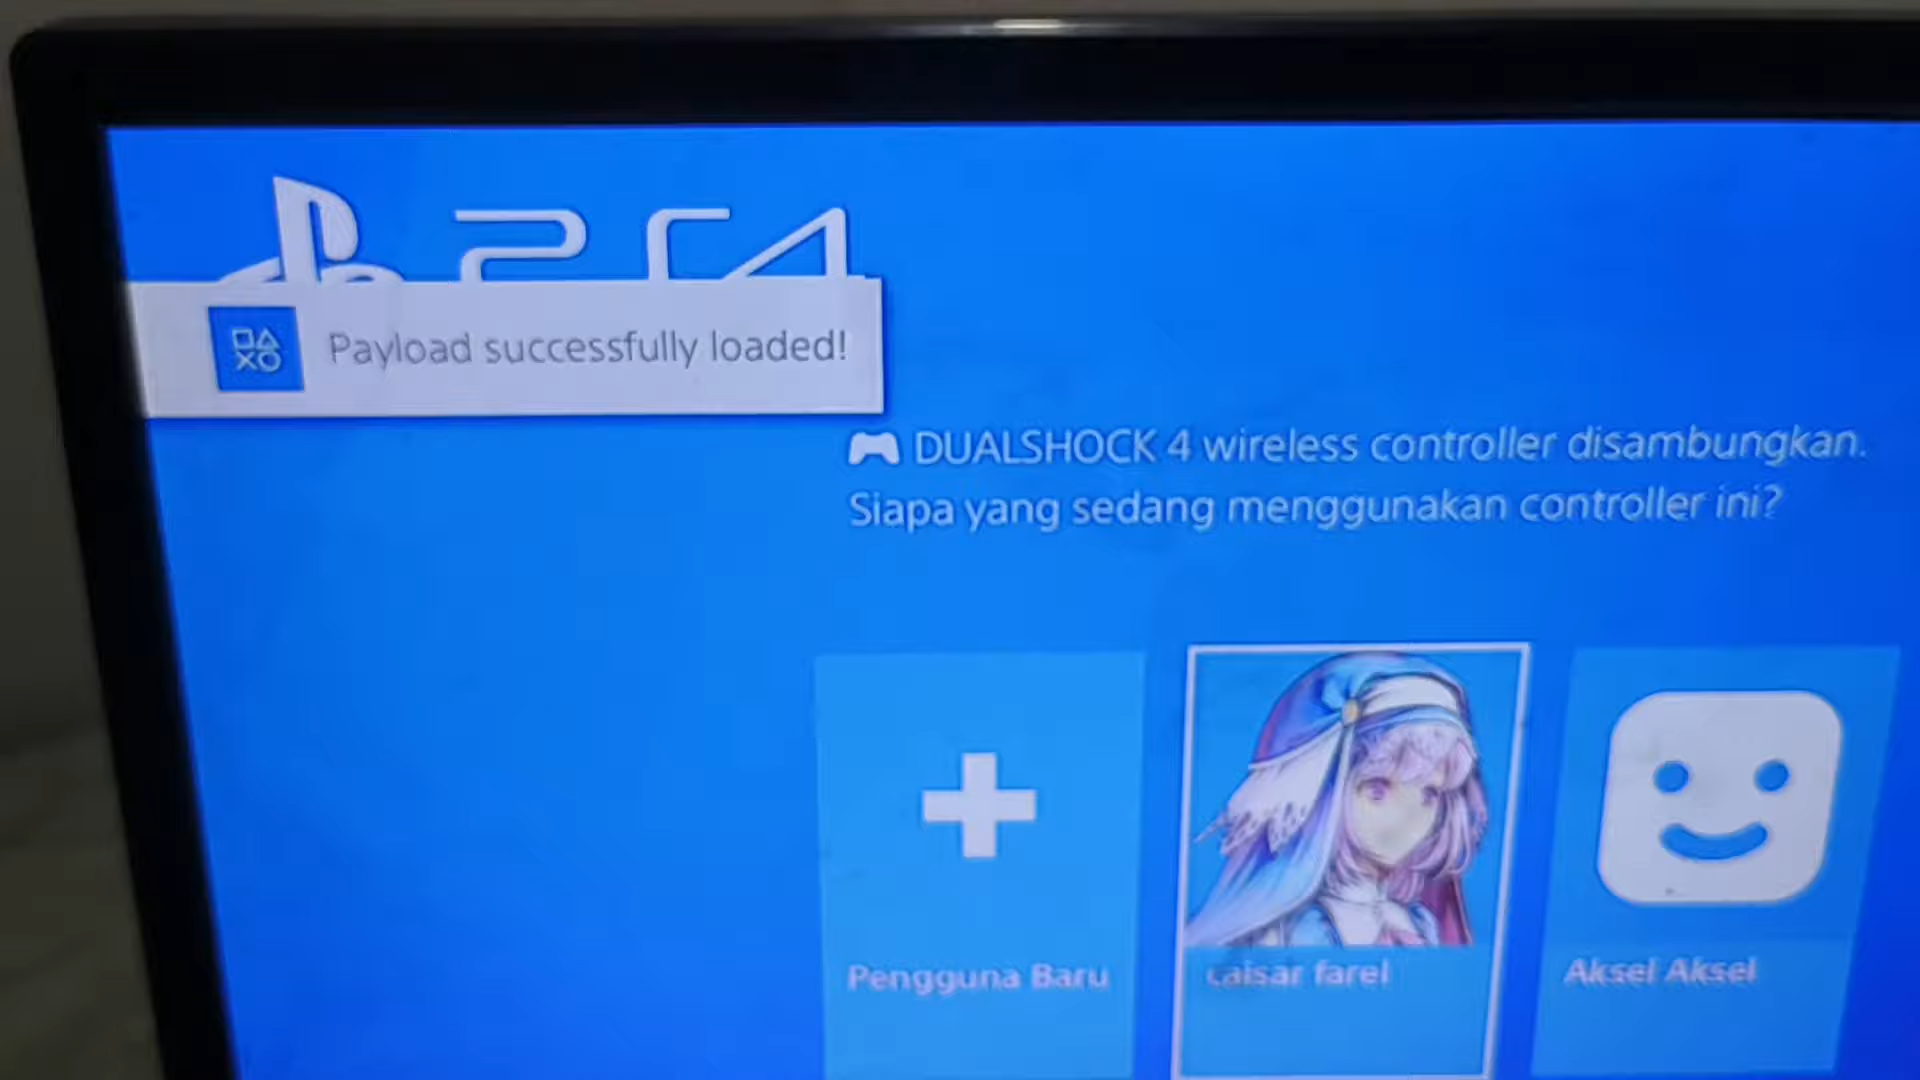 PS4
Payload successfully loaded!
DUALSHOCK 4 wireless controller disambungkan.
Siapa yang sedang menggunakan controller ini?
Pengguna Baru
caisar farel
Aksel Aksel